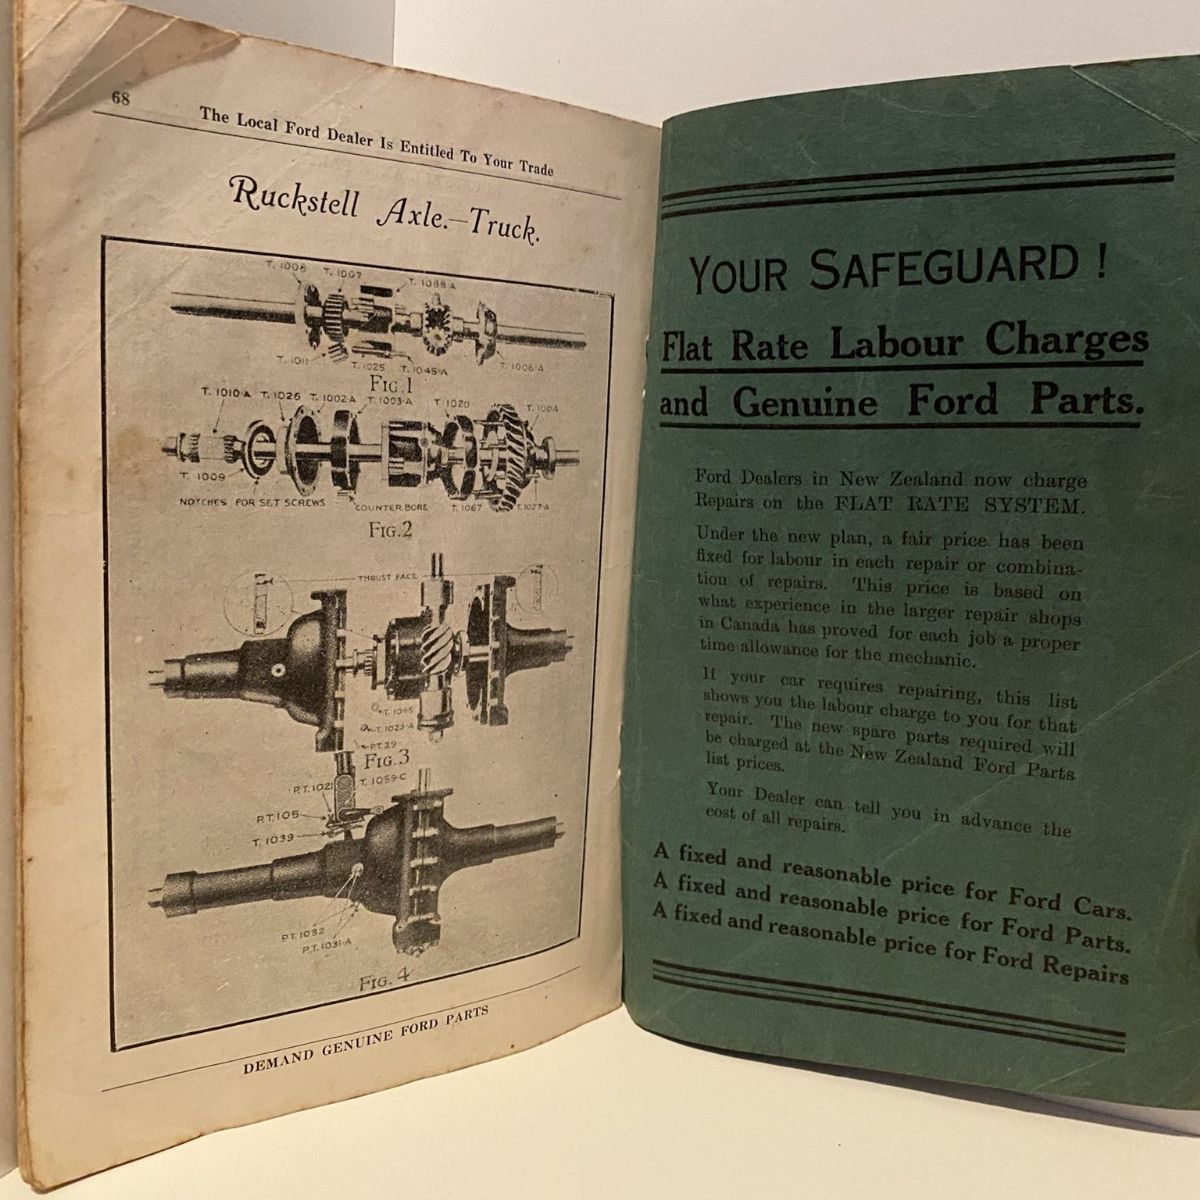 68
The Local Ford Dealer Is Entitled To Your Trade
Ruckstell Axle.—Truck.
T. 1008 T. 1007 T. 1088-A
T. 1011 T. 1025 T. 1045-A T. 1006-A
FIG.1
T. 1010-A T. 1026 T. 1002-A T. 1003-A T. 1020 T. 1004
T. 1009
NOTCHES FOR SET SCREWS COUNTER BORE T. 1067 T. 1027-A
FIG.2
THRUST FACE
T. 1023-A
P.T. 29
FIG.3
P.T. 1021 T. 1059-C
P.T. 105
T. 1039
P.T. 1032
P.T. 1031-A
FIG. 4
DEMAND GENUINE FORD PARTS
YOUR SAFEGUARD !
Flat Rate Labour Charges
and Genuine Ford Parts.
Ford Dealers in New Zealand now charge
Repairs on the FLAT RATE SYSTEM.
Under the new plan, a fair price has been
fixed for labour in each repair or combina-
tion of repairs. This price is based on
what experience in the larger repair shops
in Canada has proved for each job a proper
time allowance for the mechanic.
If your car requires repairing, this list
shows you the labour charge to you for that
repair. The new spare parts required will
be charged at the New Zealand Ford Parts
list prices.
Your Dealer can tell you in advance the
cost of all repairs.
A fixed and reasonable price for Ford Cars.
A fixed and reasonable price for Ford Parts.
A fixed and reasonable price for Ford Repairs